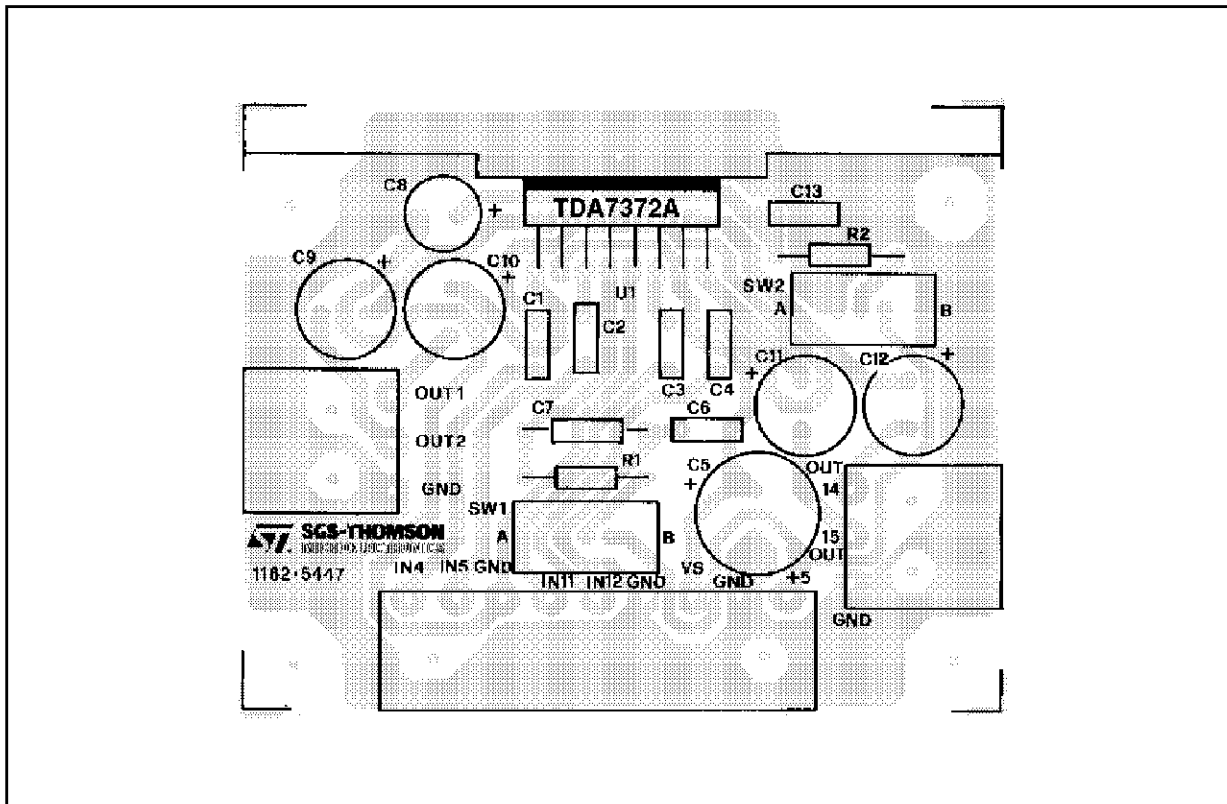 C8
+
TDA7372A
C13
R2
C9
+
C10
+
SW2
A
B
C1
U1
C2
C3
C4
+
C11
C12
+
OUT1
OUT2
GND
C7
C6
R1
C5
+
OUT
14
15
OUT
SW1
A
B
ST SGS-THOMSON
MICROELECTRONICS
1182·5447
IN4
IN5
GND
IN11
IN12
GND
VS
GND
+5
GND